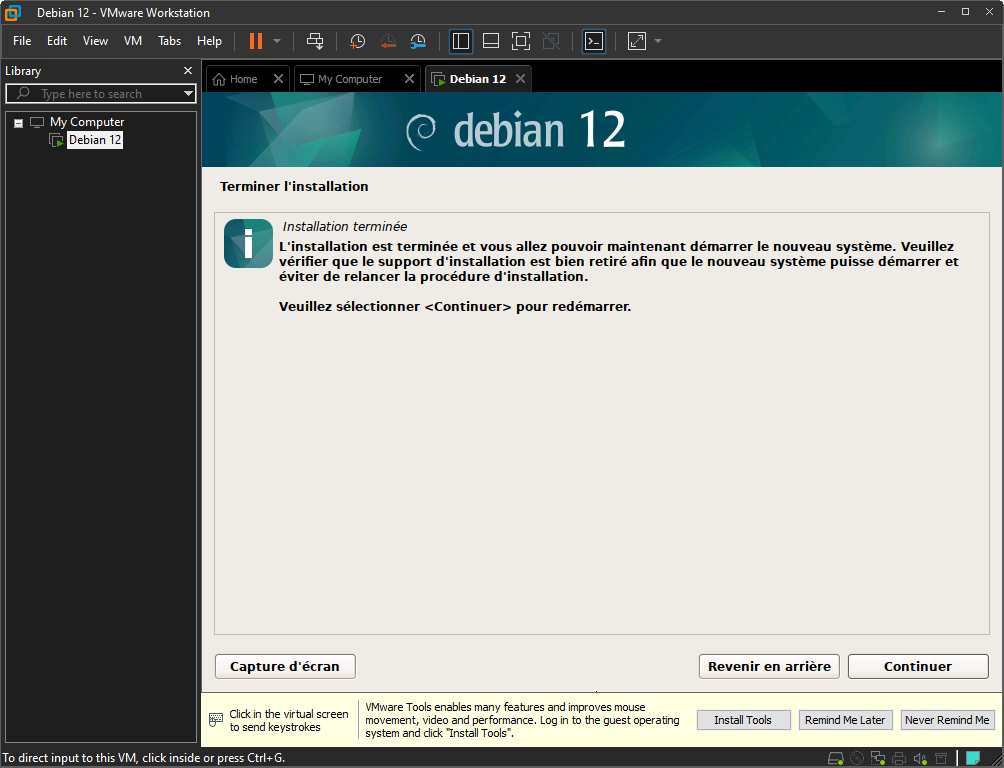 Debian 12 - VMware Workstation
File Edit View VM Tabs Help
Library
Type here to search
My Computer
Debian 12
Home
My Computer
Debian 12
debian 12
Terminer l'installation
Installation terminée
L'installation est terminée et vous allez pouvoir maintenant démarrer le nouveau système. Veuillez
vérifier que le support d'installation est bien retiré afin que le nouveau système puisse démarrer et
éviter de relancer la procédure d'installation.
Veuillez sélectionner <Continuer> pour redémarrer.
Capture d'écran
Revenir en arrière
Continuer
Click in the virtual screen
to send keystrokes
VMware Tools enables many features and improves mouse
movement, video and performance. Log in to the guest operating
system and click "Install Tools".
Install Tools
Remind Me Later
Never Remind Me
To direct input to this VM, click inside or press Ctrl+G.